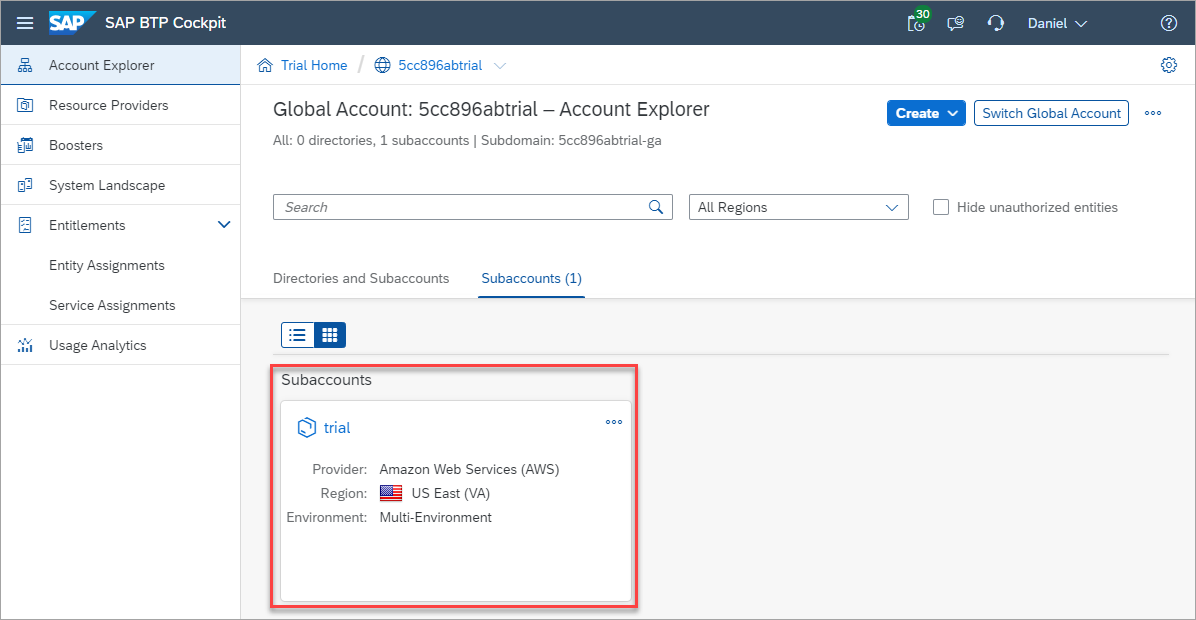 SAP SAP BTP Cockpit 30 Daniel
Account Explorer
Resource Providers
Boosters
System Landscape
Entitlements
Entity Assignments
Service Assignments
Usage Analytics
Trial Home / 5cc896abtrial
Global Account: 5cc896abtrial – Account Explorer
Create
Switch Global Account
All: 0 directories, 1 subaccounts | Subdomain: 5cc896abtrial-ga
Search
All Regions
Hide unauthorized entities
Directories and Subaccounts
Subaccounts (1)
Subaccounts
trial
Provider: Amazon Web Services (AWS)
Region: US East (VA)
Environment: Multi-Environment